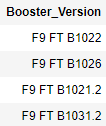 Booster_Version
F9 FT B1022
F9 FT B1026
F9 FT B1021.2
F9 FT B1031.2